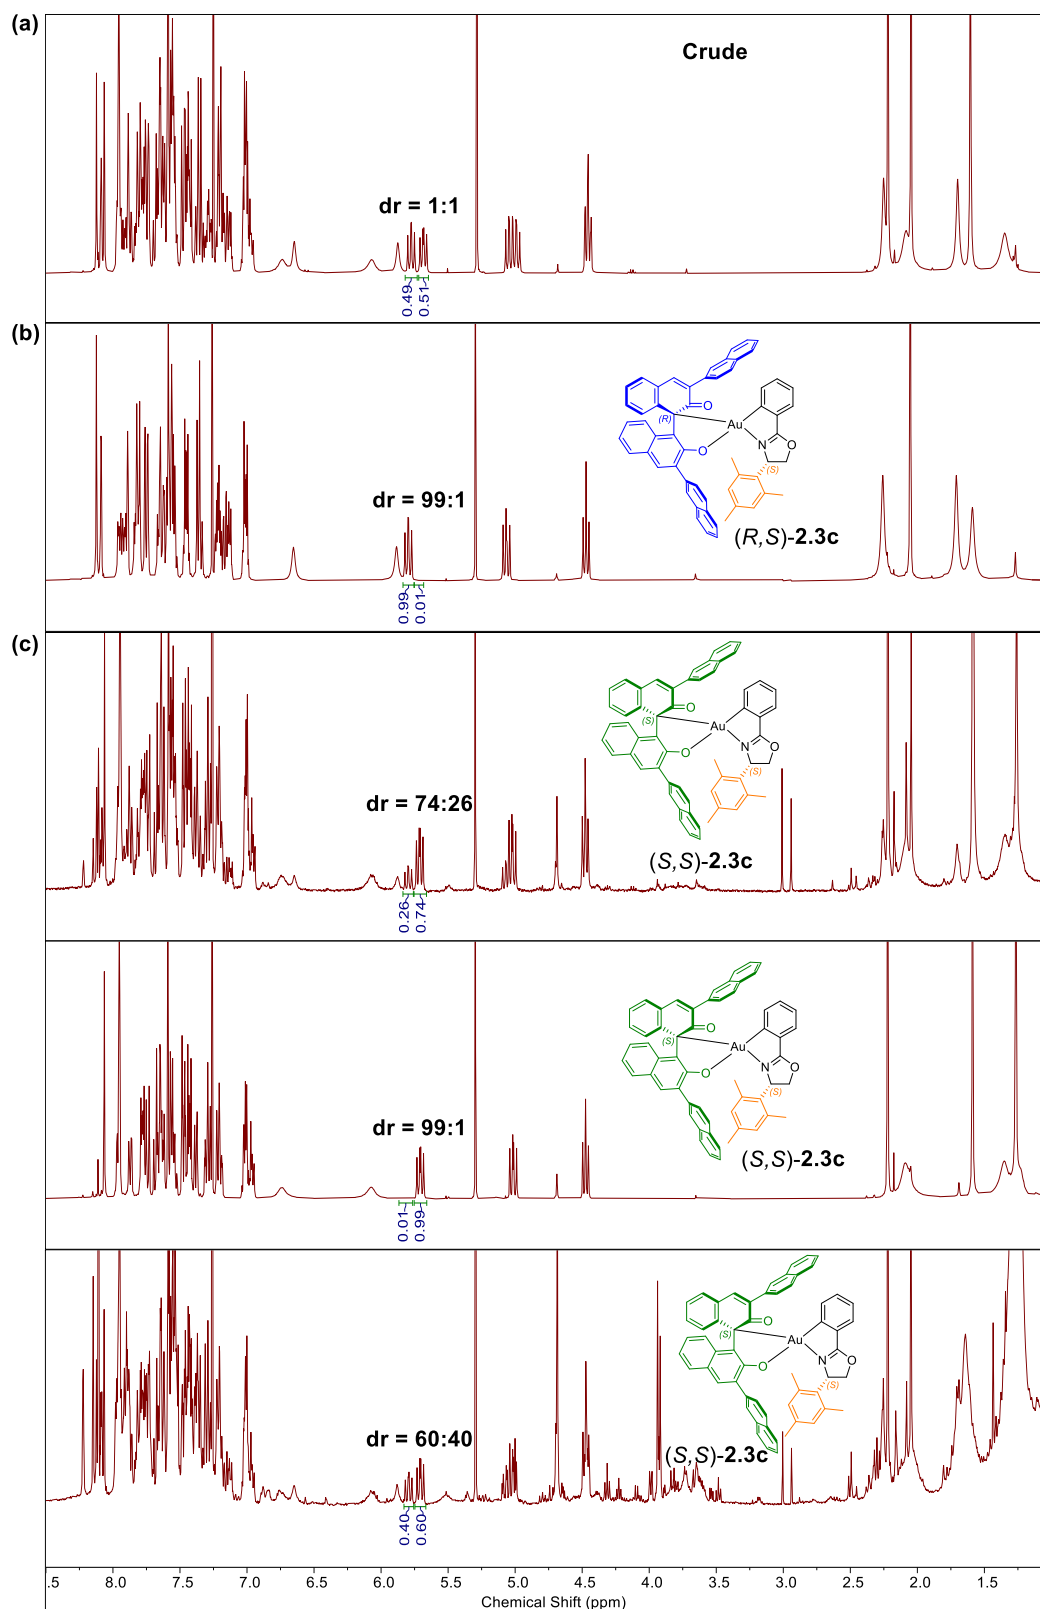 (a)
Crude
dr = 1:1
0.49
0.51
(b)
O
(R)
Au
O
N
O
(S)
dr = 99:1
(R,S)-2.3c
0.99
0.01
(c)
O
(S)
Au
O
N
O
(S)
dr = 74:26
(S,S)-2.3c
0.26
0.74
O
(S)
Au
O
N
O
(S)
dr = 99:1
(S,S)-2.3c
0.01
0.99
O
(S)
Au
O
N
O
(S)
dr = 60:40
(S,S)-2.3c
0.40
0.60
.5 8.0 7.5 7.0 6.5 6.0 5.5 5.0 4.5 4.0 3.5 3.0 2.5 2.0 1.5
Chemical Shift (ppm)